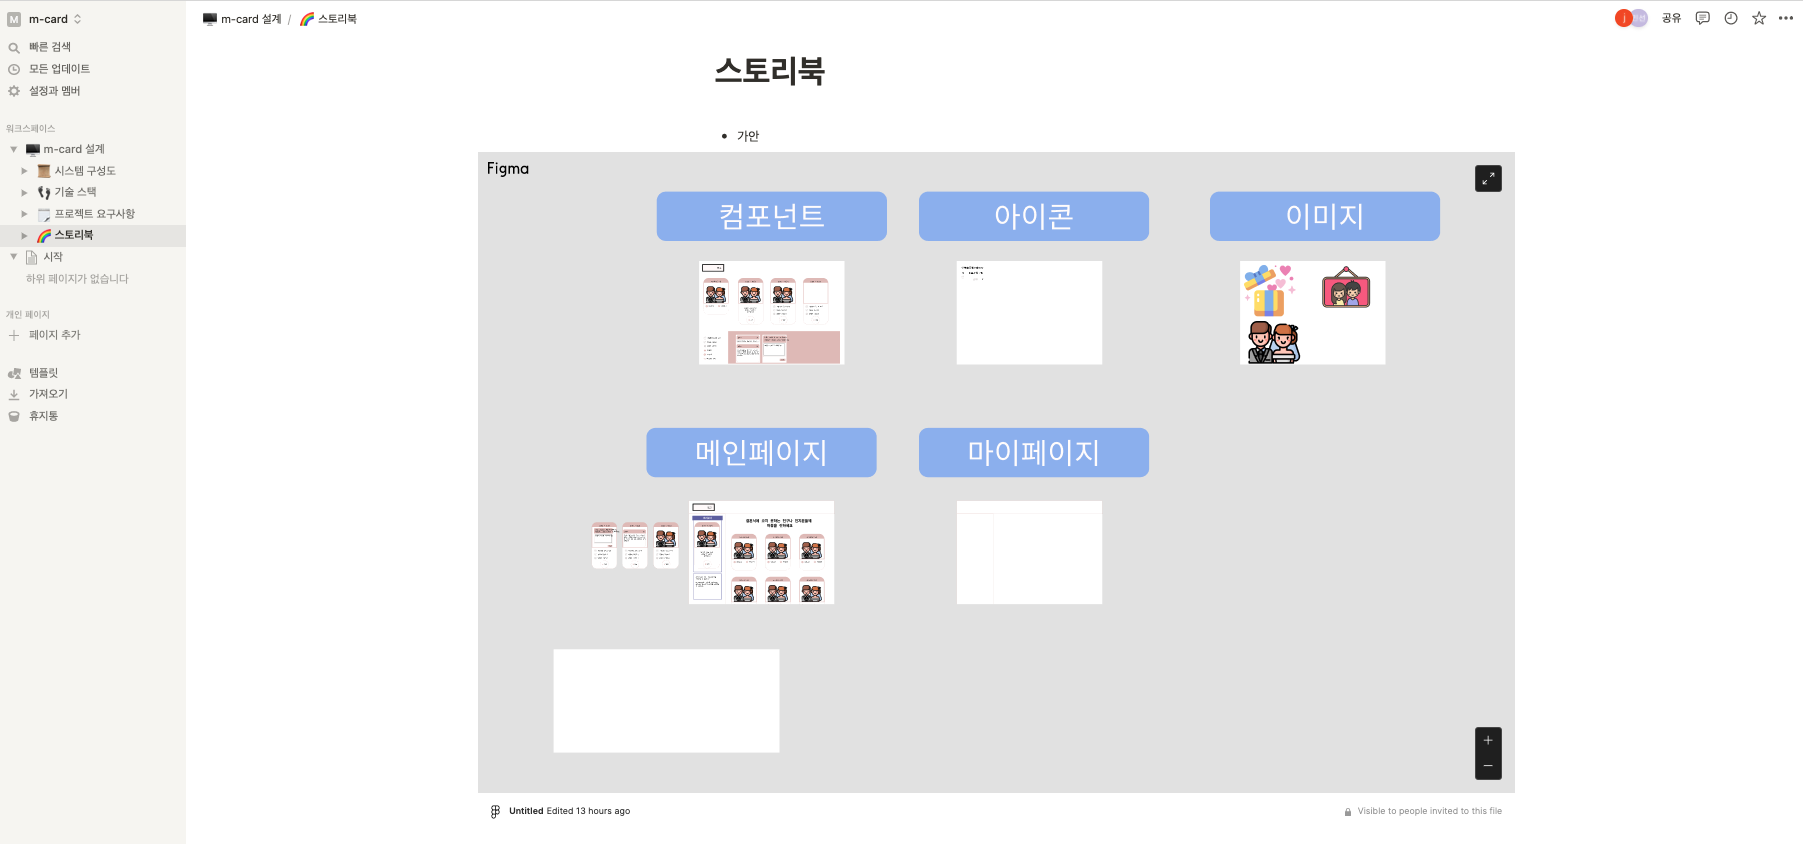 M m-card
m-card 설계 / 스토리북
공유
빠른 검색
모든 업데이트
설정과 멤버
워크스페이스
m-card 설계
시스템 구성도
기술 스택
프로젝트 요구사항
스토리북
시작
하위 페이지가 없습니다
개인 페이지
페이지 추가
템플릿
가져오기
휴지통
스토리북
가안
Figma
컴포넌트
아이콘
이미지
메인페이지
마이페이지
Untitled Edited 13 hours ago
Visible to people invited to this file